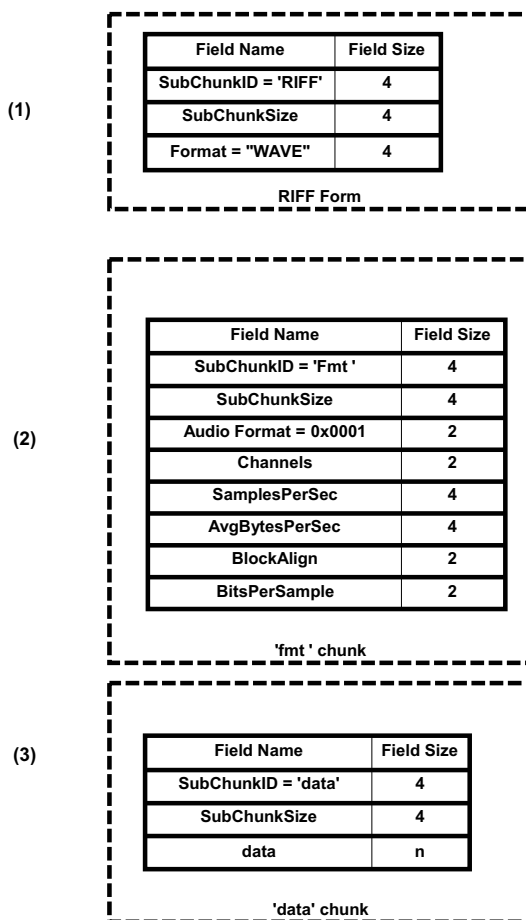 (1)
Field Name Field Size
SubChunkID = 'RIFF' 4
SubChunkSize 4
Format = "WAVE" 4
RIFF Form
(2)
Field Name Field Size
SubChunkID = 'Fmt ' 4
SubChunkSize 4
Audio Format = 0x0001 2
Channels 2
SamplesPerSec 4
AvgBytesPerSec 4
BlockAlign 2
BitsPerSample 2
'fmt ' chunk
(3)
Field Name Field Size
SubChunkID = 'data' 4
SubChunkSize 4
data n
'data' chunk